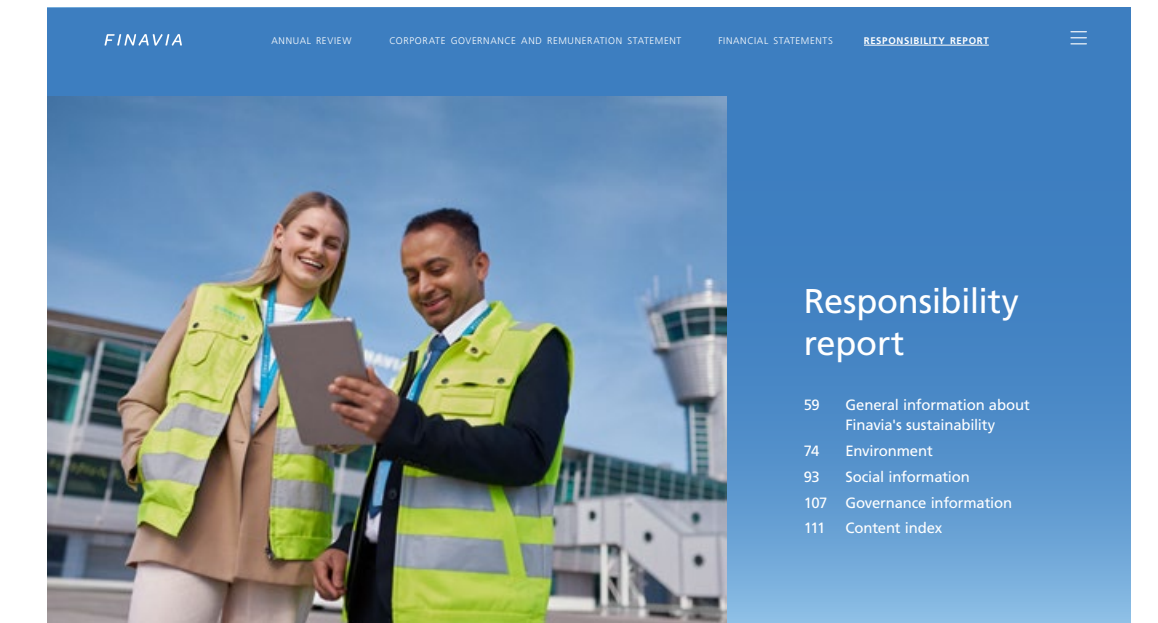 FINAVIA
ANNUAL REVIEW
CORPORATE GOVERNANCE AND REMUNERATION STATEMENT
FINANCIAL STATEMENTS
RESPONSIBILITY REPORT
Responsibility
report
59 General information about
Finavia's sustainability
74 Environment
93 Social information
107 Governance information
111 Content index